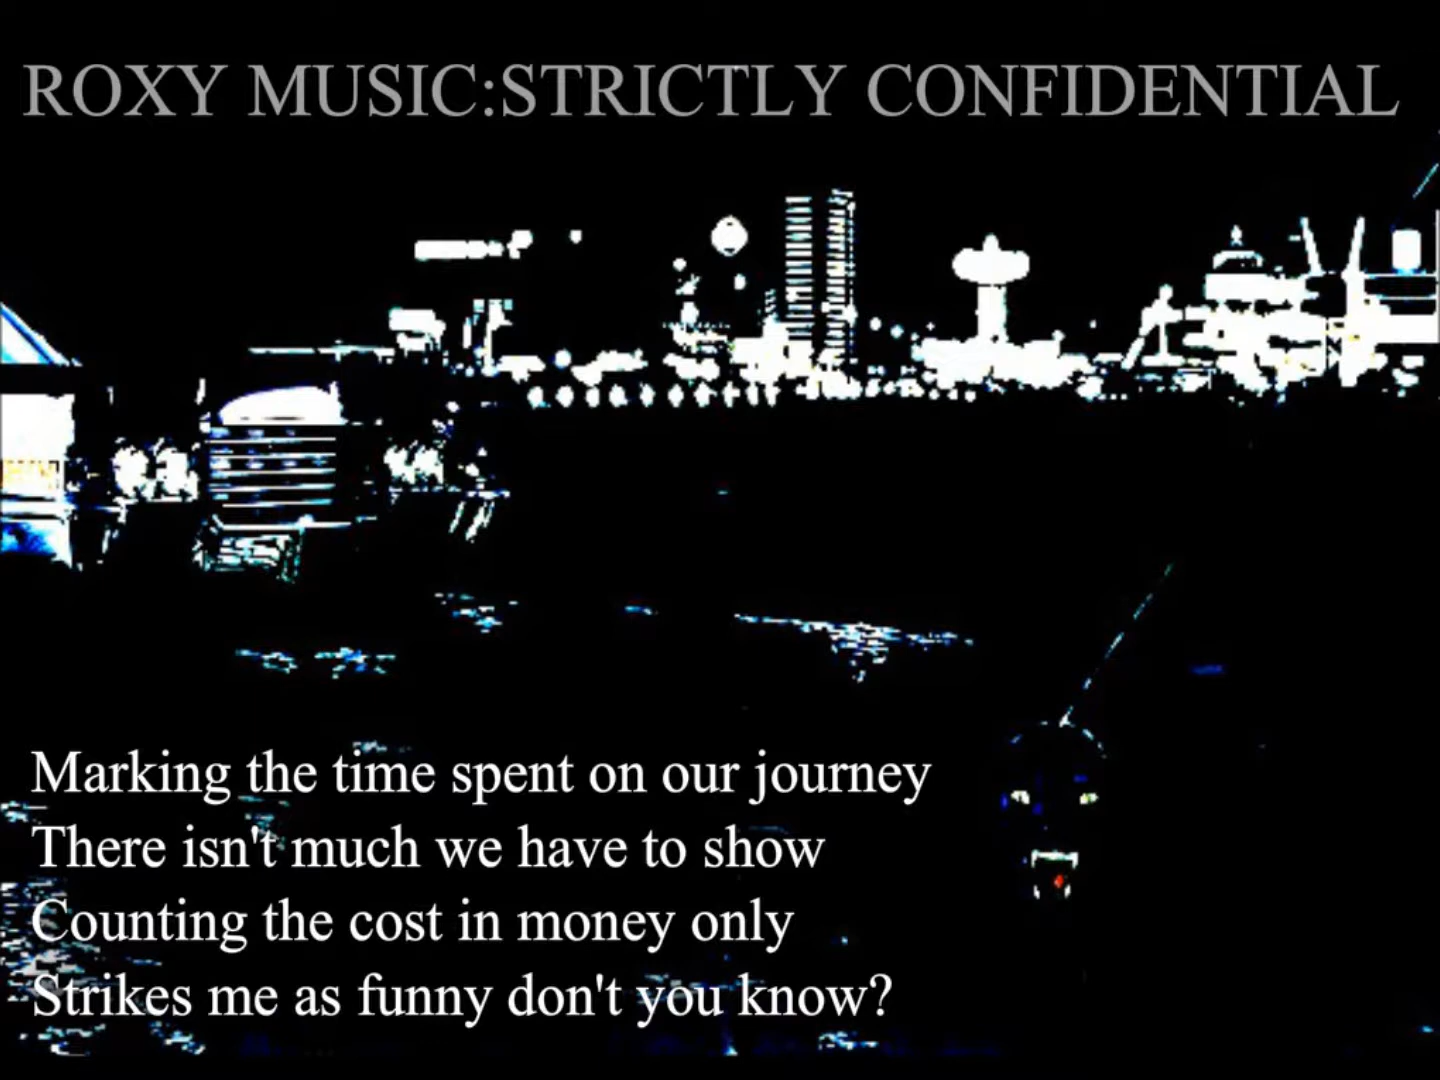 ROXY MUSIC:STRICTLY CONFIDENTIAL
Marking the time spent on our journey
There isn't much we have to show
Counting the cost in money only
Strikes me as funny don't you know?